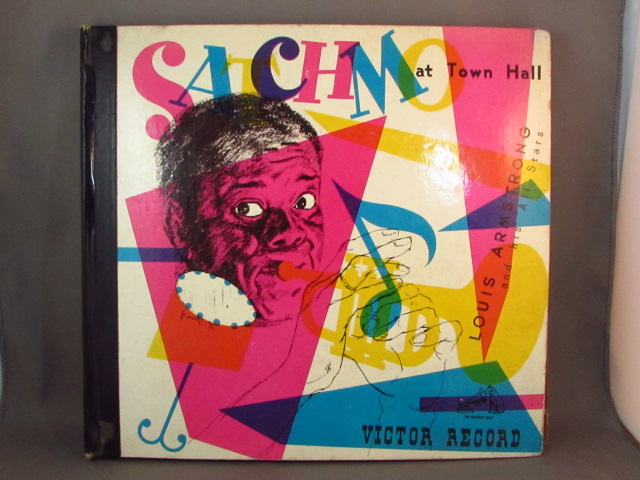 SATCHMO
at Town Hall
LOUIS ARMSTRONG
and his All Stars
VICTOR RECORD